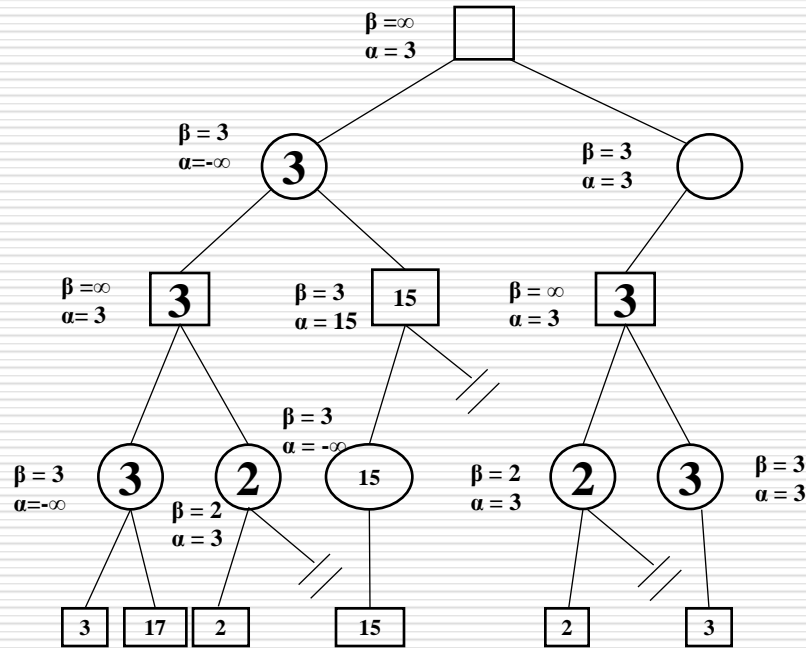 β =∞
α = 3
β = 3
α=-∞
3
β = 3
α = 3
β =∞
α= 3
3
β = 3
α = 15
15
β = ∞
α = 3
3
β = 3
α=-∞
3
β = 2
α = 3
2
β = 3
α = -∞
15
β = 2
α = 3
2
3
β = 3
α = 3
3
17
2
15
2
3